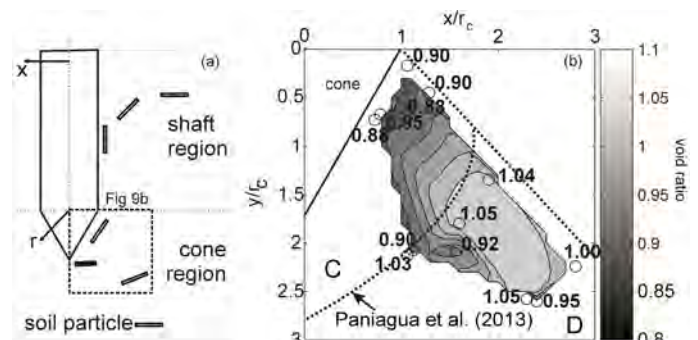 x
(a)
shaft
region
Fig 9b
r
cone
region
soil particle
x/r_c
0 1 2 3
y/r_c
0
0.5
1
1.5
2
2.5
3
cone
(b)
0.90
0.90
0.88
0.95
0.88
1.04
1.05
0.90
0.92
1.03
1.00
1.05
0.95
C
D
Paniagua et al. (2013)
1.1
1.05
1
0.95
0.9
0.85
0.8
void ratio